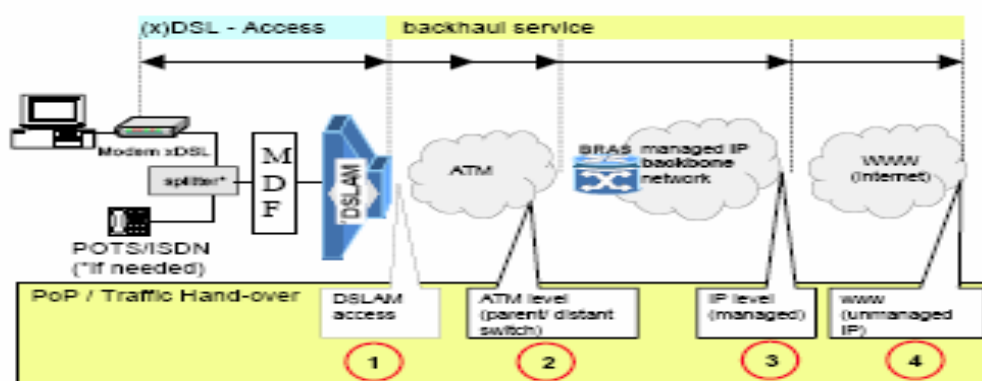 (x)DSL - Access
backhaul service
Modem xDSL
splitter*
MDF
DSLAM
ATM
BRAS
managed IP
backbone
network
WWW
(Internet)
POTS/ISDN
(*if needed)
PoP / Traffic Hand-over
DSLAM
access
ATM level
(parent/ distant
switch)
IP level
(managed)
www
(unmanaged
IP)
1
2
3
4